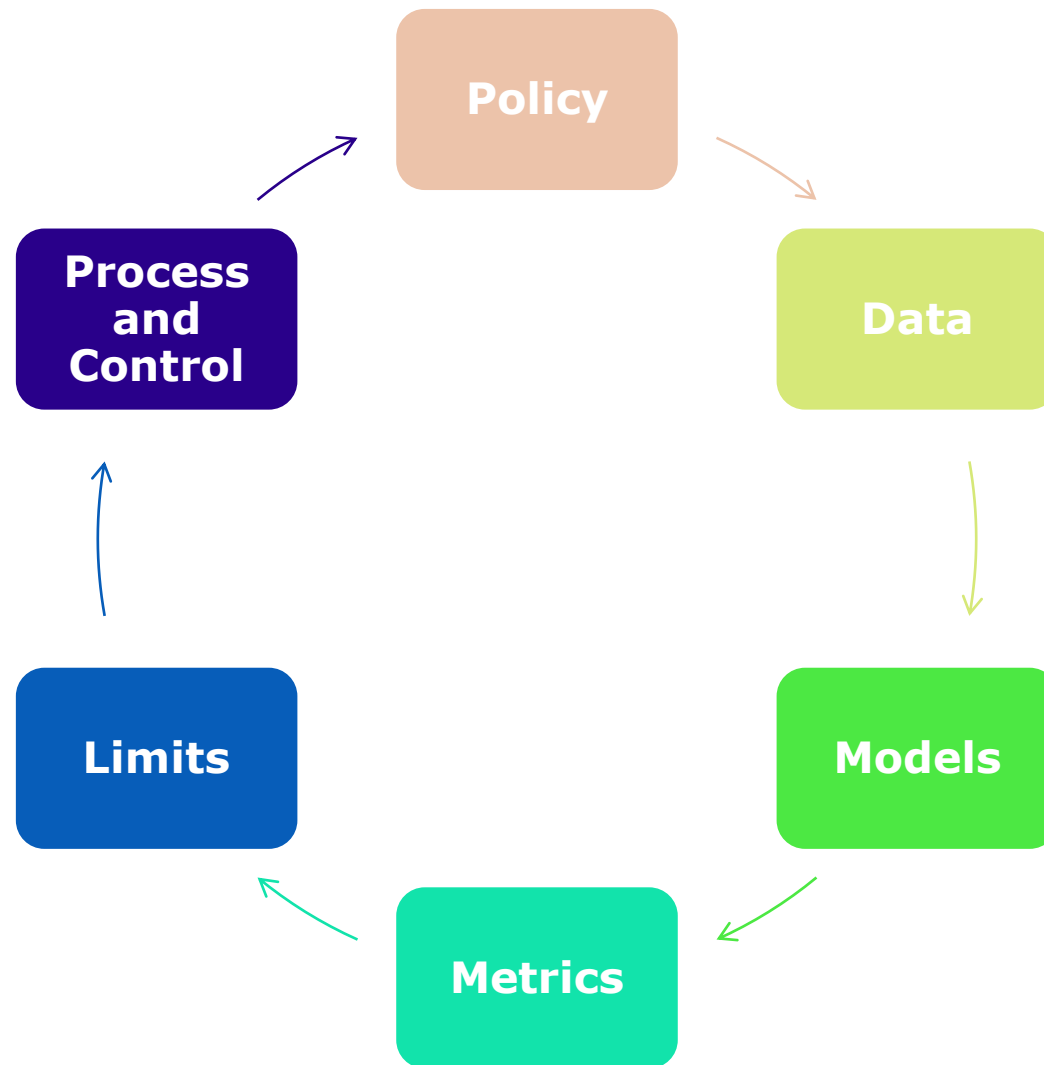 Policy
Process
and
Control
Data
Limits
Models
Metrics